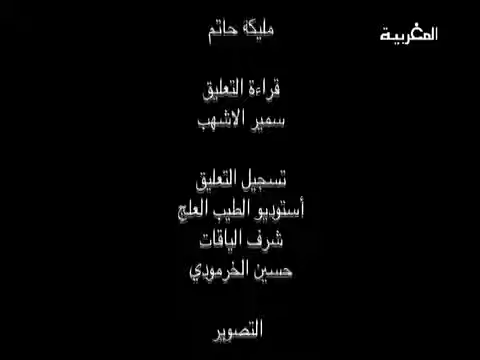 مليكة حاتم
المغربية
قراءة التعليق
سمير الاشهب
تسجيل التعليق
أستوديو الطيب العلج
شرف الياقات
حسين الخرمودي
التصوير